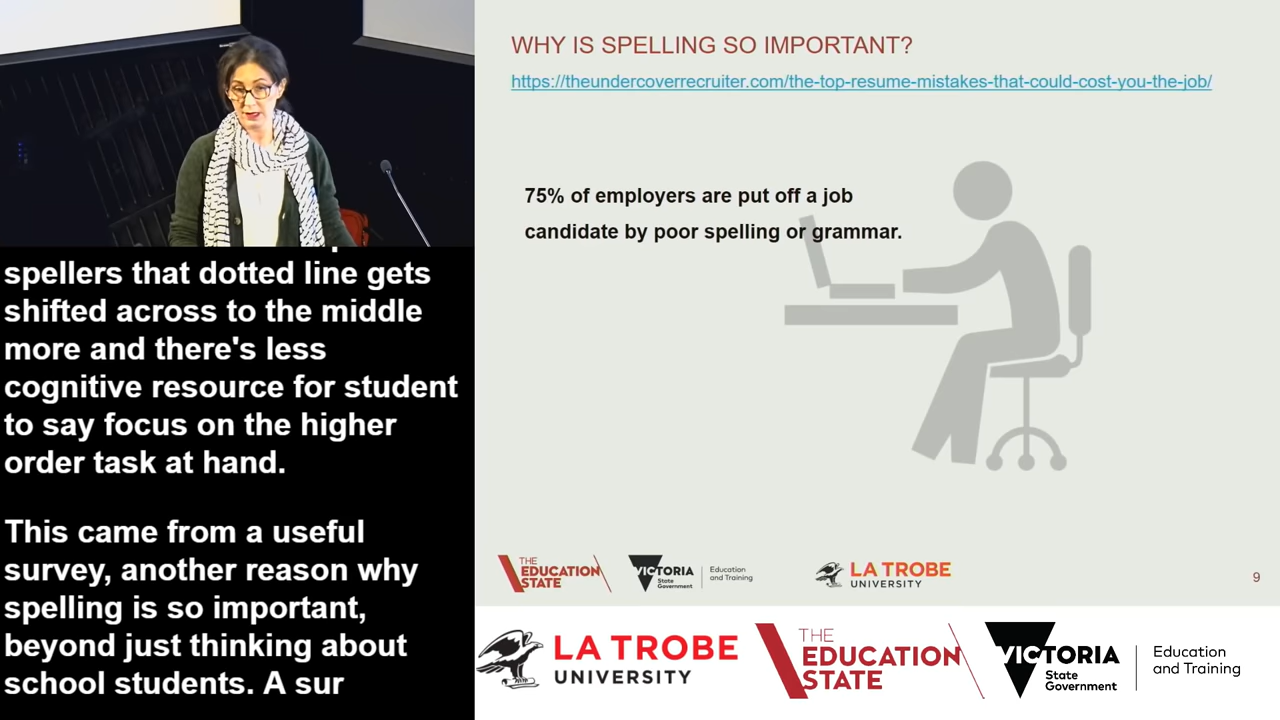 WHY IS SPELLING SO IMPORTANT?
https://theundercoverrecruiter.com/the-top-resume-mistakes-that-could-cost-you-the-job/
75% of employers are put off a job
candidate by poor spelling or grammar.
THE
EDUCATION
STATE
VICTORIA
State
Government
Education
and Training
LA TROBE
UNIVERSITY
9
spellers that dotted line gets
shifted across to the middle
more and there's less
cognitive resource for student
to say focus on the higher
order task at hand.
This came from a useful
survey, another reason why
spelling is so important,
beyond just thinking about
school students. A sur
LA TROBE
UNIVERSITY
THE
EDUCATION
STATE
VICTORIA
State
Government
Education
and Training